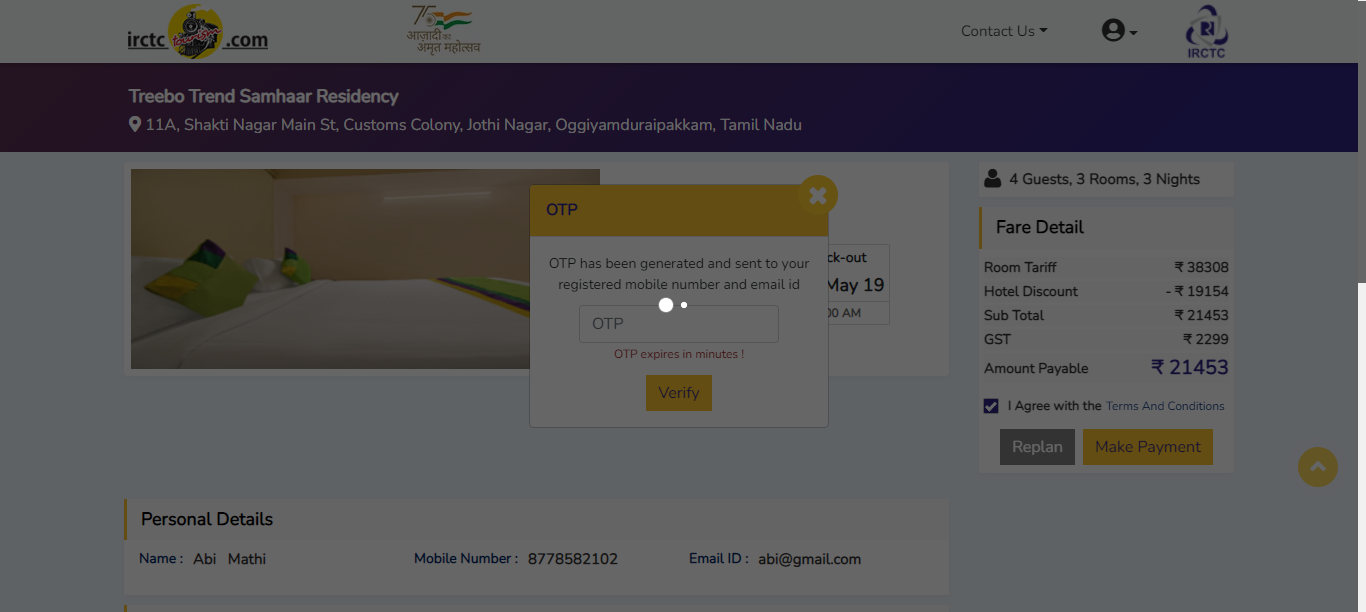 irctc tourism .com
75
आज़ादी का
अमृत महोत्सव
Contact Us
IRCTC
Treebo Trend Samhaar Residency
11A, Shakti Nagar Main St, Customs Colony, Jothi Nagar, Oggiyamduraipakkam, Tamil Nadu
OTP
OTP has been generated and sent to your
registered mobile number and email id
OTP
OTP expires in minutes !
Verify
ck-out
May 19
00 AM
4 Guests, 3 Rooms, 3 Nights
Fare Detail
Room Tariff ₹ 38308
Hotel Discount - ₹ 19154
Sub Total ₹ 21453
GST ₹ 2299
Amount Payable ₹ 21453
I Agree with the Terms And Conditions
Replan Make Payment
Personal Details
Name : Abi Mathi Mobile Number : 8778582102 Email ID : abi@gmail.com